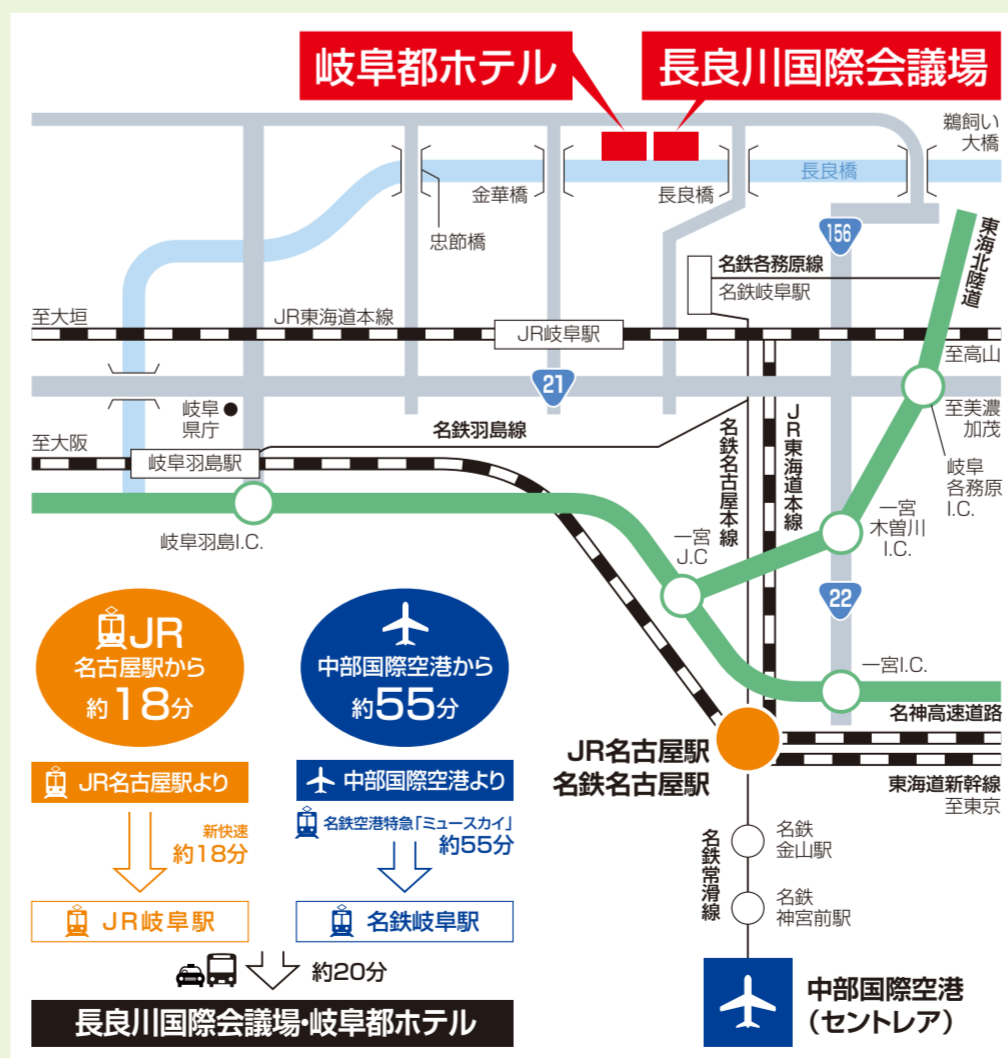 岐阜都ホテル
長良川国際会議場
鵜飼い
大橋
長良橋
金華橋
長良橋
忠節橋
156
東海北陸道
名鉄各務原線
名鉄岐阜駅
至大垣
JR東海道本線
JR岐阜駅
至高山
21
岐阜
県庁
至美濃
加茂
名鉄羽島線
名鉄名古屋本線
JR東海道本線
至大阪
岐阜羽島駅
岐阜
各務原
I.C.
一宮
木曽川
I.C.
岐阜羽島I.C.
一宮
J.C
22
一宮I.C.
名神高速道路
JR
名古屋駅から
約18分
中部国際空港から
約55分
JR名古屋駅
名鉄名古屋駅
東海道新幹線
至東京
JR名古屋駅より
新快速
約18分
JR岐阜駅
中部国際空港より
名鉄空港特急「ミュースカイ」
約55分
名鉄岐阜駅
約20分
長良川国際会議場・岐阜都ホテル
名鉄常滑線
名鉄
金山駅
名鉄
神宮前駅
中部国際空港
（セントレア）